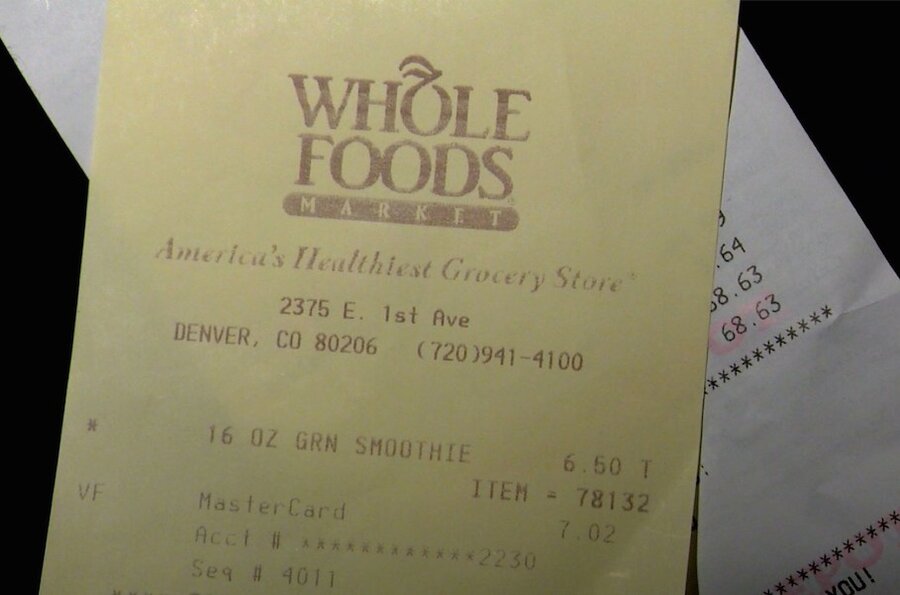 WHOLE
FOODS
MARKET
America's Healthiest Grocery Store®
2375 E. 1st Ave
DENVER, CO 80206 (720)941-4100
* 16 OZ GRN SMOOTHIE 6.50 T
ITEM = 78132
VF MasterCard 7.02
Acct # ************2230
Seq # 4011
.64
68.63
68.63
***********
***********
YOU!